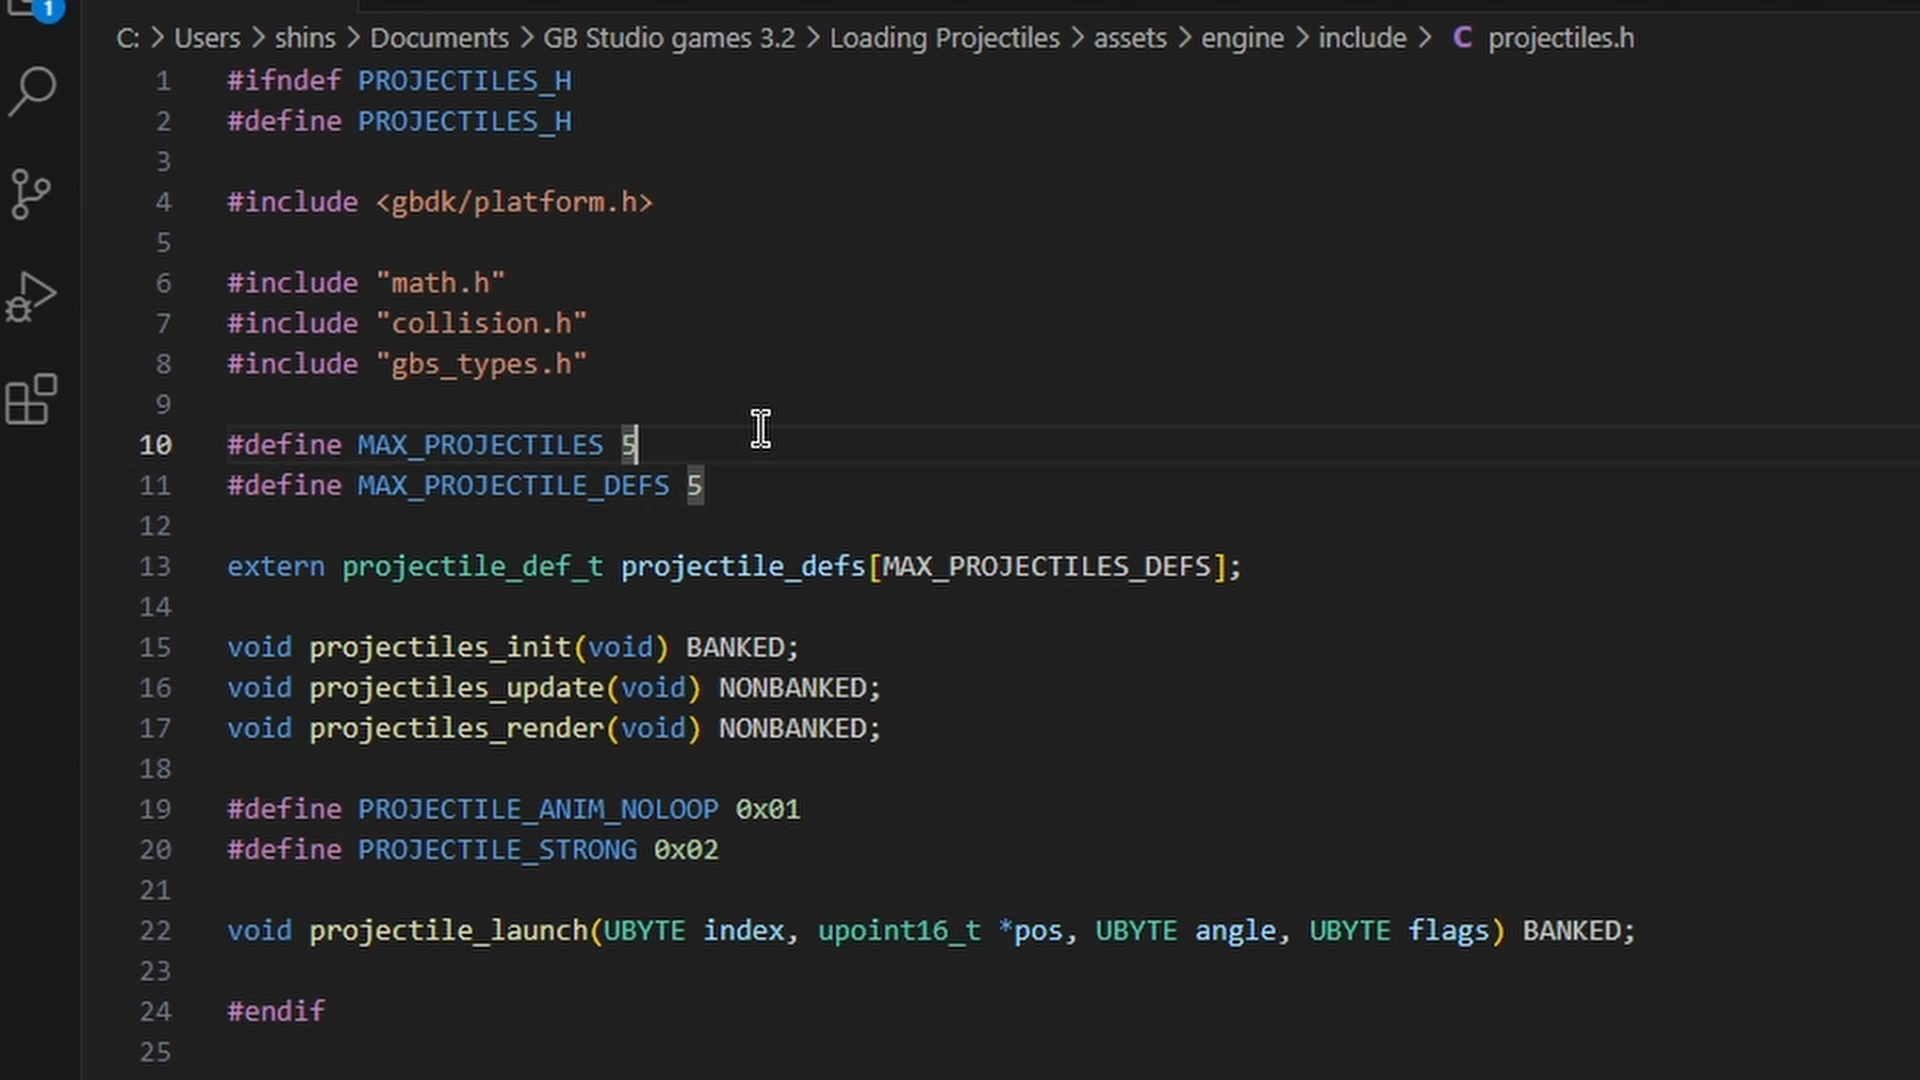 1
C: > Users > shins > Documents > GB Studio games 3.2 > Loading Projectiles > assets > engine > include > C projectiles.h
1 #ifndef PROJECTILES_H
2 #define PROJECTILES_H
3
4 #include <gbdk/platform.h>
5
6 #include "math.h"
7 #include "collision.h"
8 #include "gbs_types.h"
9
10 #define MAX_PROJECTILES 5
11 #define MAX_PROJECTILE_DEFS 5
12
13 extern projectile_def_t projectile_defs[MAX_PROJECTILES_DEFS];
14
15 void projectiles_init(void) BANKED;
16 void projectiles_update(void) NONBANKED;
17 void projectiles_render(void) NONBANKED;
18
19 #define PROJECTILE_ANIM_NOLOOP 0x01
20 #define PROJECTILE_STRONG 0x02
21
22 void projectile_launch(UBYTE index, upoint16_t *pos, UBYTE angle, UBYTE flags) BANKED;
23
24 #endif
25